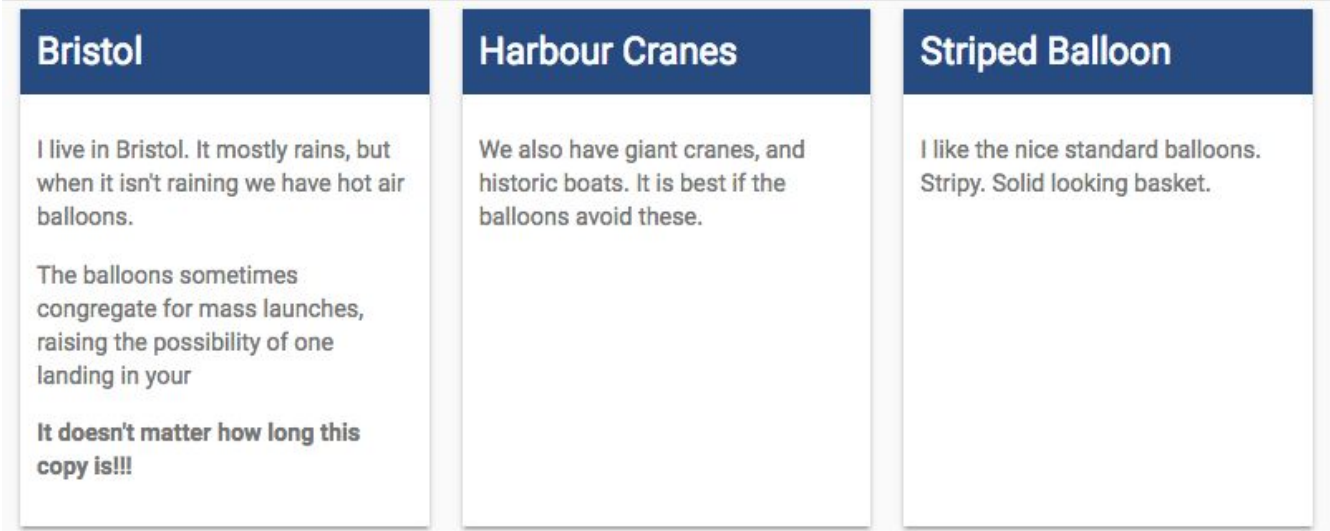 Bristol
I live in Bristol. It mostly rains, but
when it isn't raining we have hot air
balloons.
The balloons sometimes
congregate for mass launches,
raising the possibility of one
landing in your
It doesn't matter how long this
copy is!!!
Harbour Cranes
We also have giant cranes, and
historic boats. It is best if the
balloons avoid these.
Striped Balloon
I like the nice standard balloons.
Stripy. Solid looking basket.